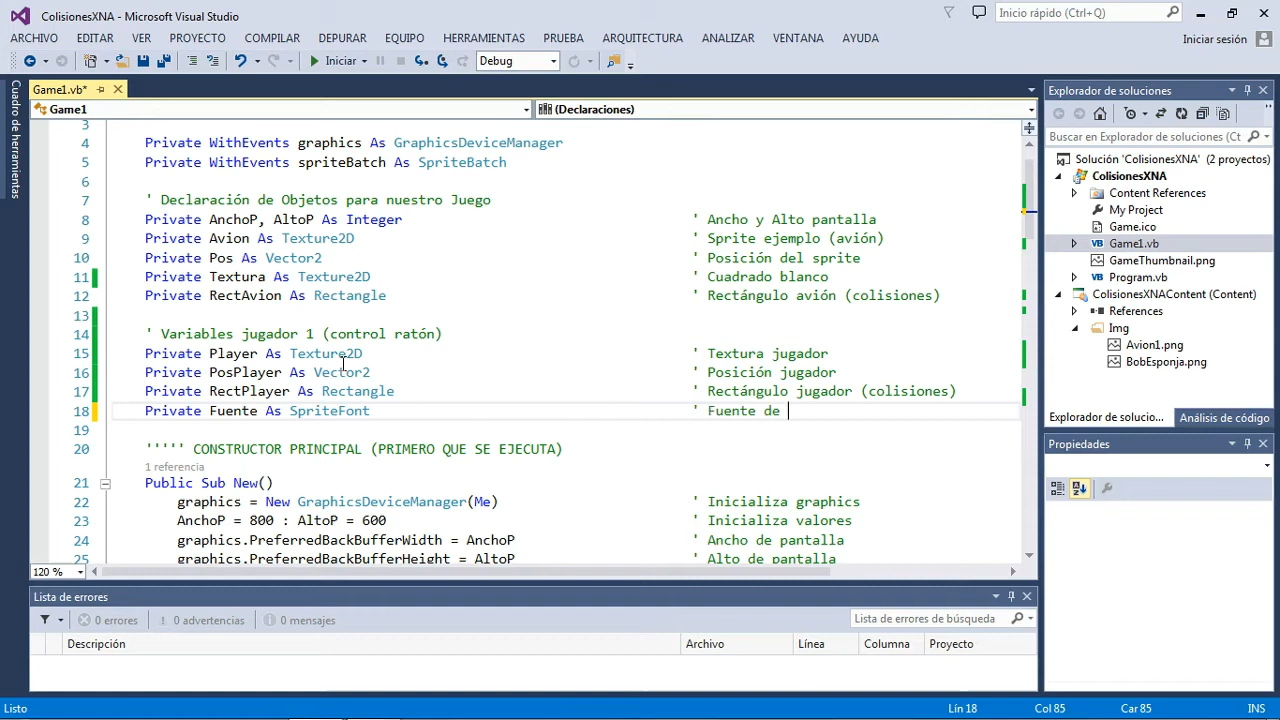 ColisionesXNA - Microsoft Visual Studio
Inicio rápido (Ctrl+Q)
ARCHIVO EDITAR VER PROYECTO COMPILAR DEPURAR EQUIPO HERRAMIENTAS PRUEBA ARQUITECTURA ANALIZAR VENTANA AYUDA
Iniciar sesión
Iniciar
Debug
Cuadro de herramientas
Game1.vb*
Game1
(Declaraciones)
3
4 Private WithEvents graphics As GraphicsDeviceManager
5 Private WithEvents spriteBatch As SpriteBatch
6
7 ' Declaración de Objetos para nuestro Juego
8 Private AnchoP, AltoP As Integer ' Ancho y Alto pantalla
9 Private Avion As Texture2D ' Sprite ejemplo (avión)
10 Private Pos As Vector2 ' Posición del sprite
11 Private Textura As Texture2D ' Cuadrado blanco
12 Private RectAvion As Rectangle ' Rectángulo avión (colisiones)
13
14 ' Variables jugador 1 (control ratón)
15 Private Player As Texture2D ' Textura jugador
16 Private PosPlayer As Vector2 ' Posición jugador
17 Private RectPlayer As Rectangle ' Rectángulo jugador (colisiones)
18 Private Fuente As SpriteFont ' Fuente de
19
20 ''''' CONSTRUCTOR PRINCIPAL (PRIMERO QUE SE EJECUTA)
1 referencia
21 Public Sub New()
22 graphics = New GraphicsDeviceManager(Me) ' Inicializa graphics
23 AnchoP = 800 : AltoP = 600 ' Inicializa valores
24 graphics.PreferredBackBufferWidth = AnchoP ' Ancho de pantalla
25 graphics.PreferredBackBufferHeight = AltoP ' Alto de pantalla
120 %
Explorador de soluciones
Buscar en Explorador de soluciones (Ct
Solución 'ColisionesXNA' (2 proyectos)
ColisionesXNA
Content References
My Project
Game.ico
VB Game1.vb
GameThumbnail.png
VB Program.vb
ColisionesXNAContent (Content)
References
Img
Avion1.png
BobEsponja.png
Explorador de solucio...
Análisis de código
Propiedades
Lista de errores
0 errores
0 advertencias
0 mensajes
Lista de errores de búsqueda
Descripción Archivo Línea Columna Proyecto
Listo
Lín 18 Col 85 Car 85 INS